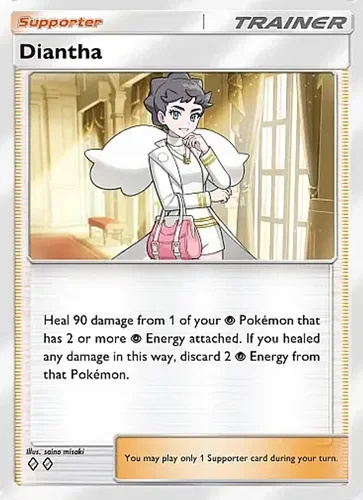 Supporter TRAINER
Diantha
Heal 90 damage from 1 of your Pokémon that
has 2 or more Energy attached. If you healed
any damage in this way, discard 2 Energy from
that Pokémon.
Illus. saino misaki
You may play only 1 Supporter card during your turn.